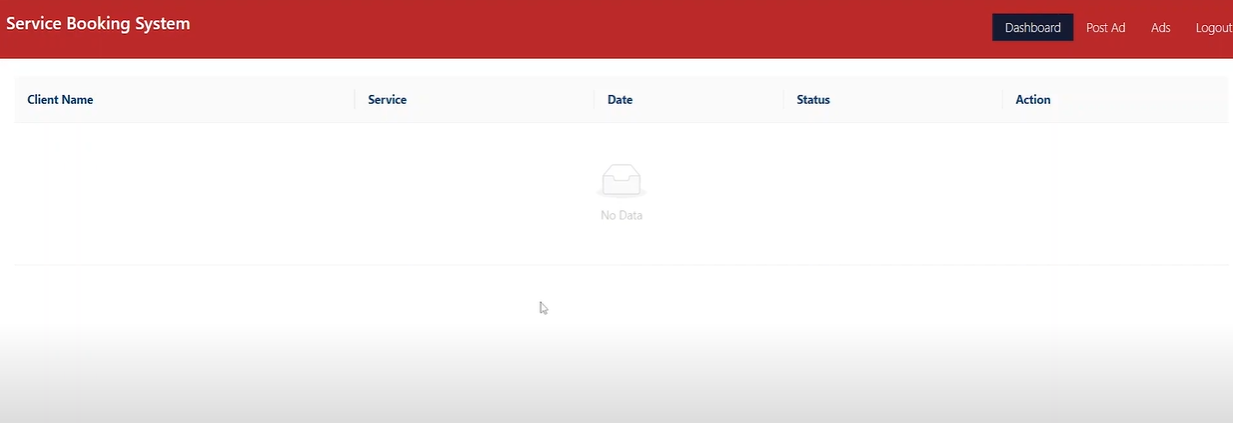 Service Booking System
Dashboard Post Ad Ads Logout
Client Name Service Date Status Action
No Data